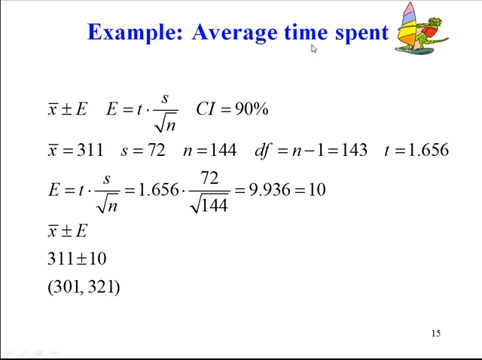 Example: Average time spent
x̄ ± E   E = t · s/√n   CI = 90%
x̄ = 311   s = 72   n = 144   df = n − 1 = 143   t = 1.656
E = t · s/√n = 1.656 · 72/√144 = 9.936 = 10
x̄ ± E
311 ± 10
(301, 321)
15